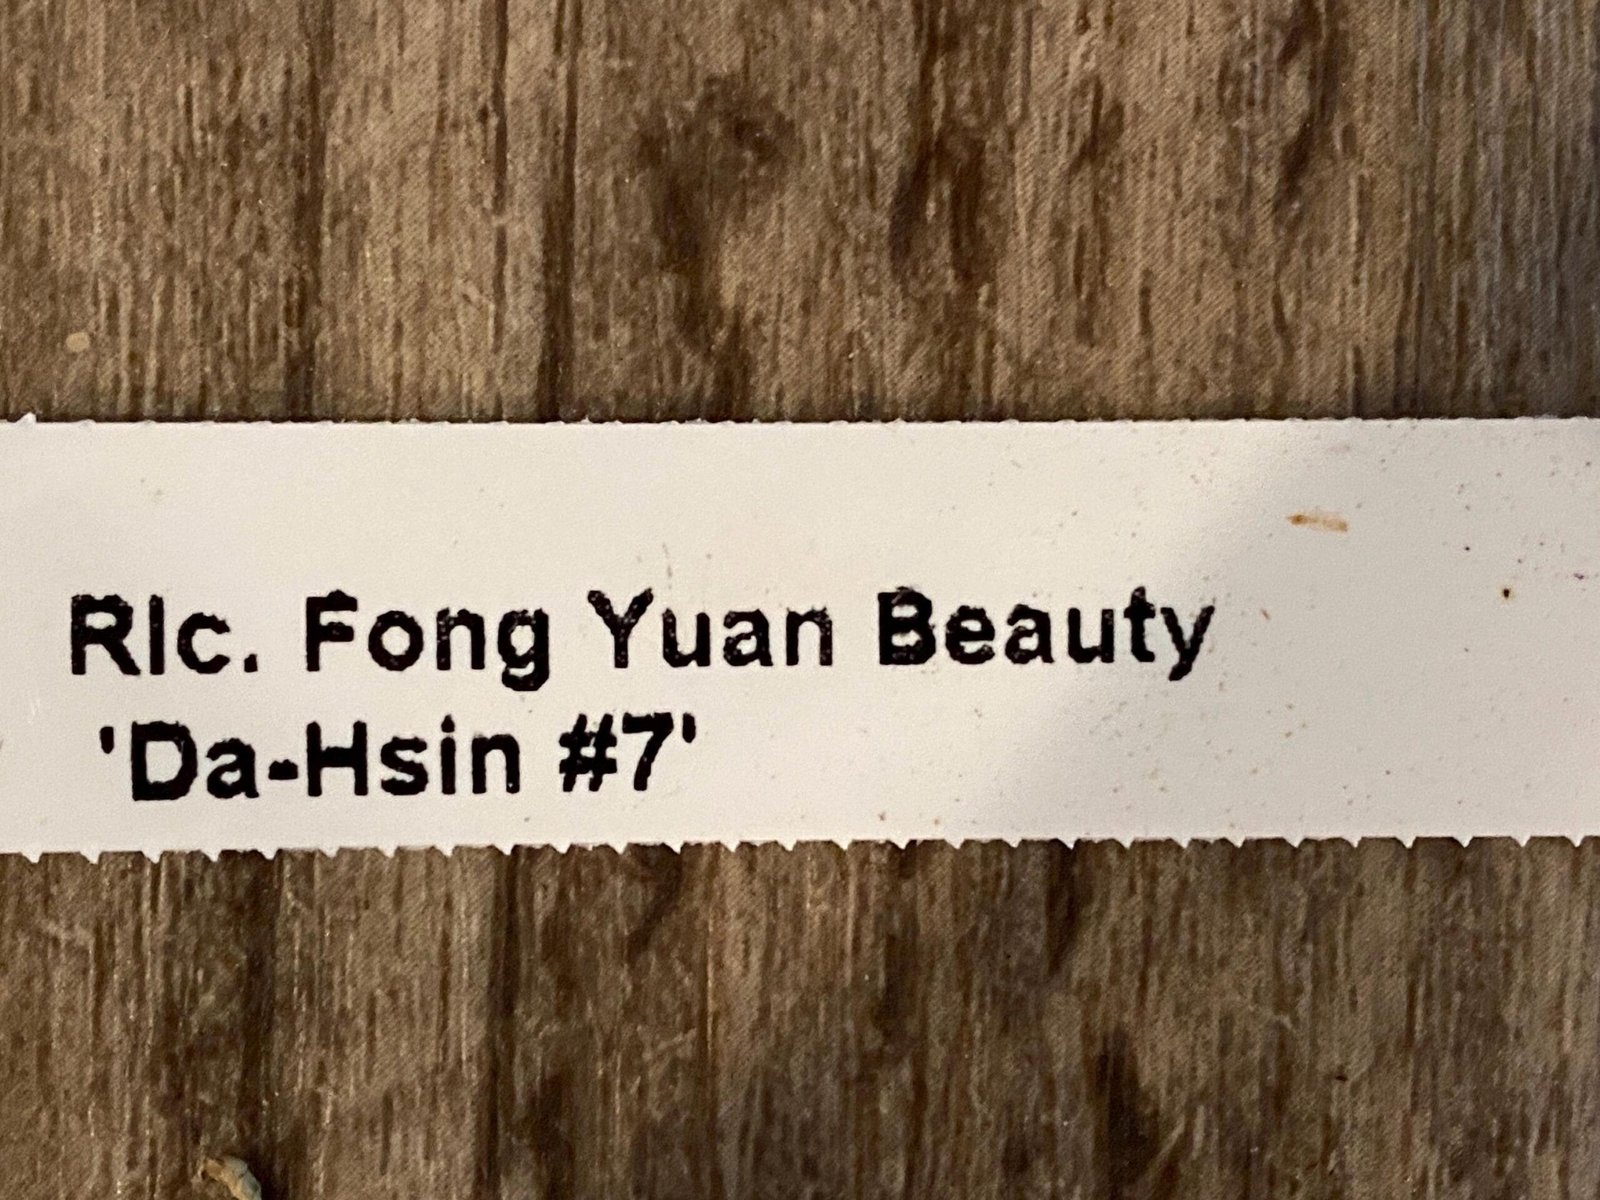 Rlc. Fong Yuan Beauty
'Da-Hsin #7'